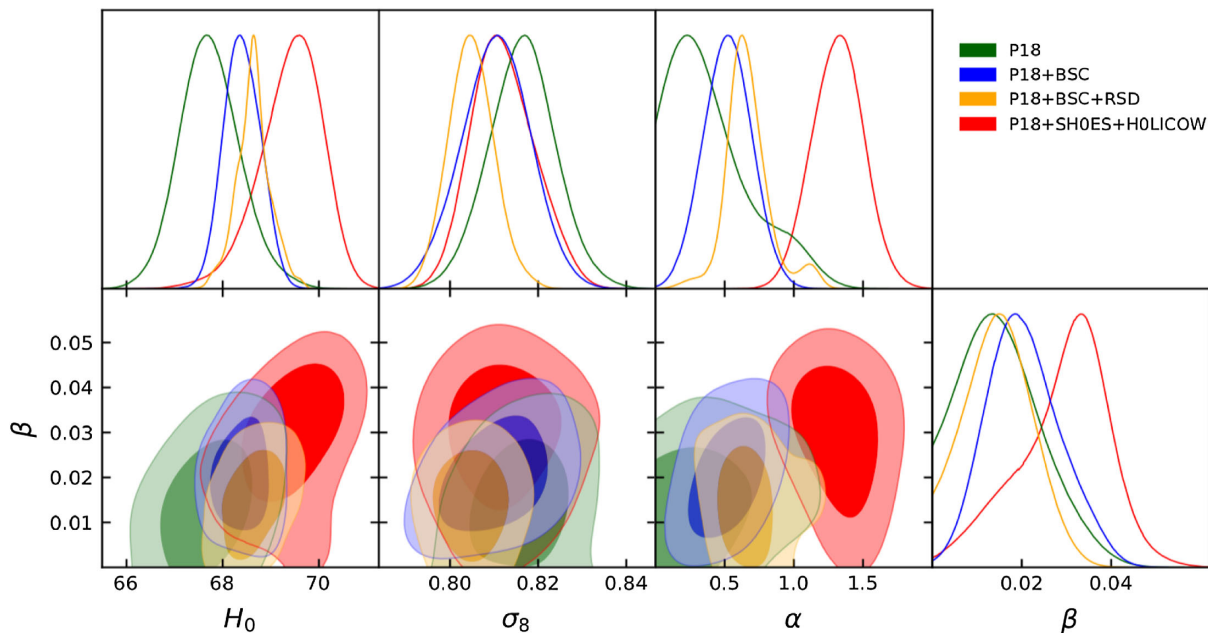 P18
P18+BSC
P18+BSC+RSD
P18+SH0ES+H0LICOW
0.05
0.04
0.03
0.02
0.01
β
66 68 70
0.80 0.82 0.84
0.5 1.0 1.5
0.02 0.04
H₀
σ₈
α
β